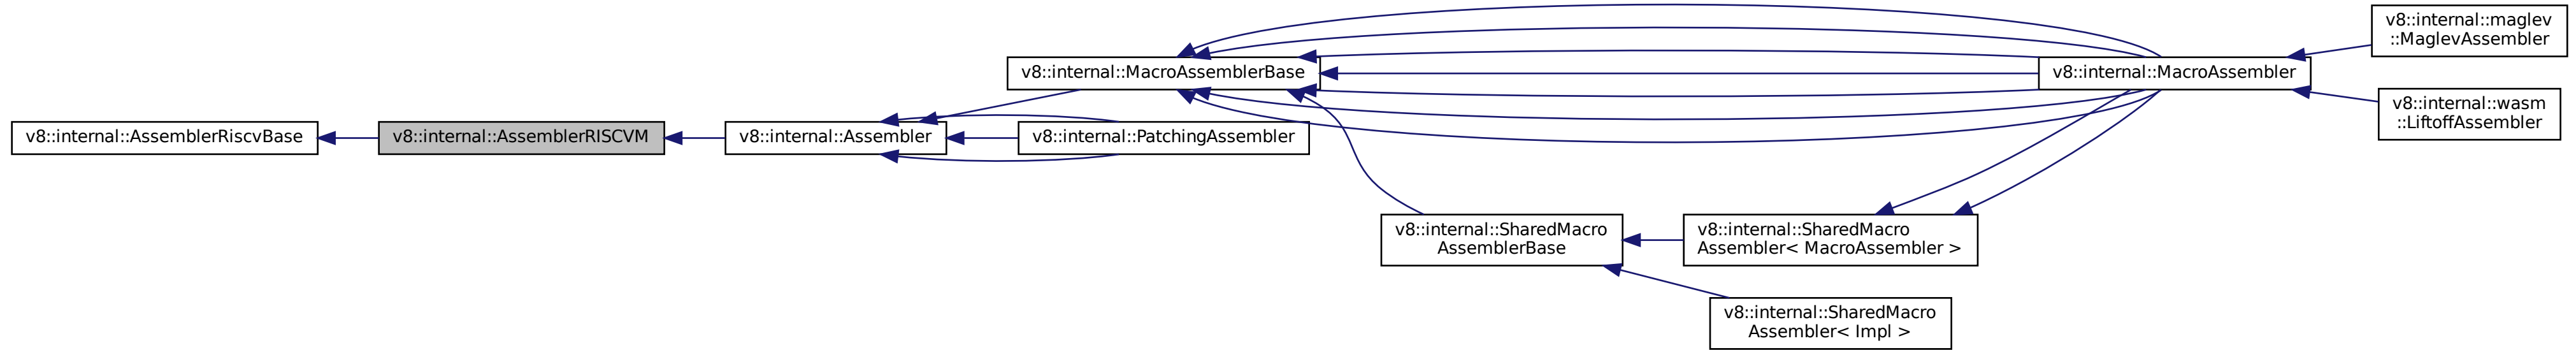 v8::internal::AssemblerRiscvBase
v8::internal::AssemblerRISCVM
v8::internal::Assembler
v8::internal::MacroAssemblerBase
v8::internal::PatchingAssembler
v8::internal::SharedMacro
AssemblerBase
v8::internal::SharedMacro
Assembler< MacroAssembler >
v8::internal::SharedMacro
Assembler< Impl >
v8::internal::MacroAssembler
v8::internal::maglev
::MaglevAssembler
v8::internal::wasm
::LiftoffAssembler